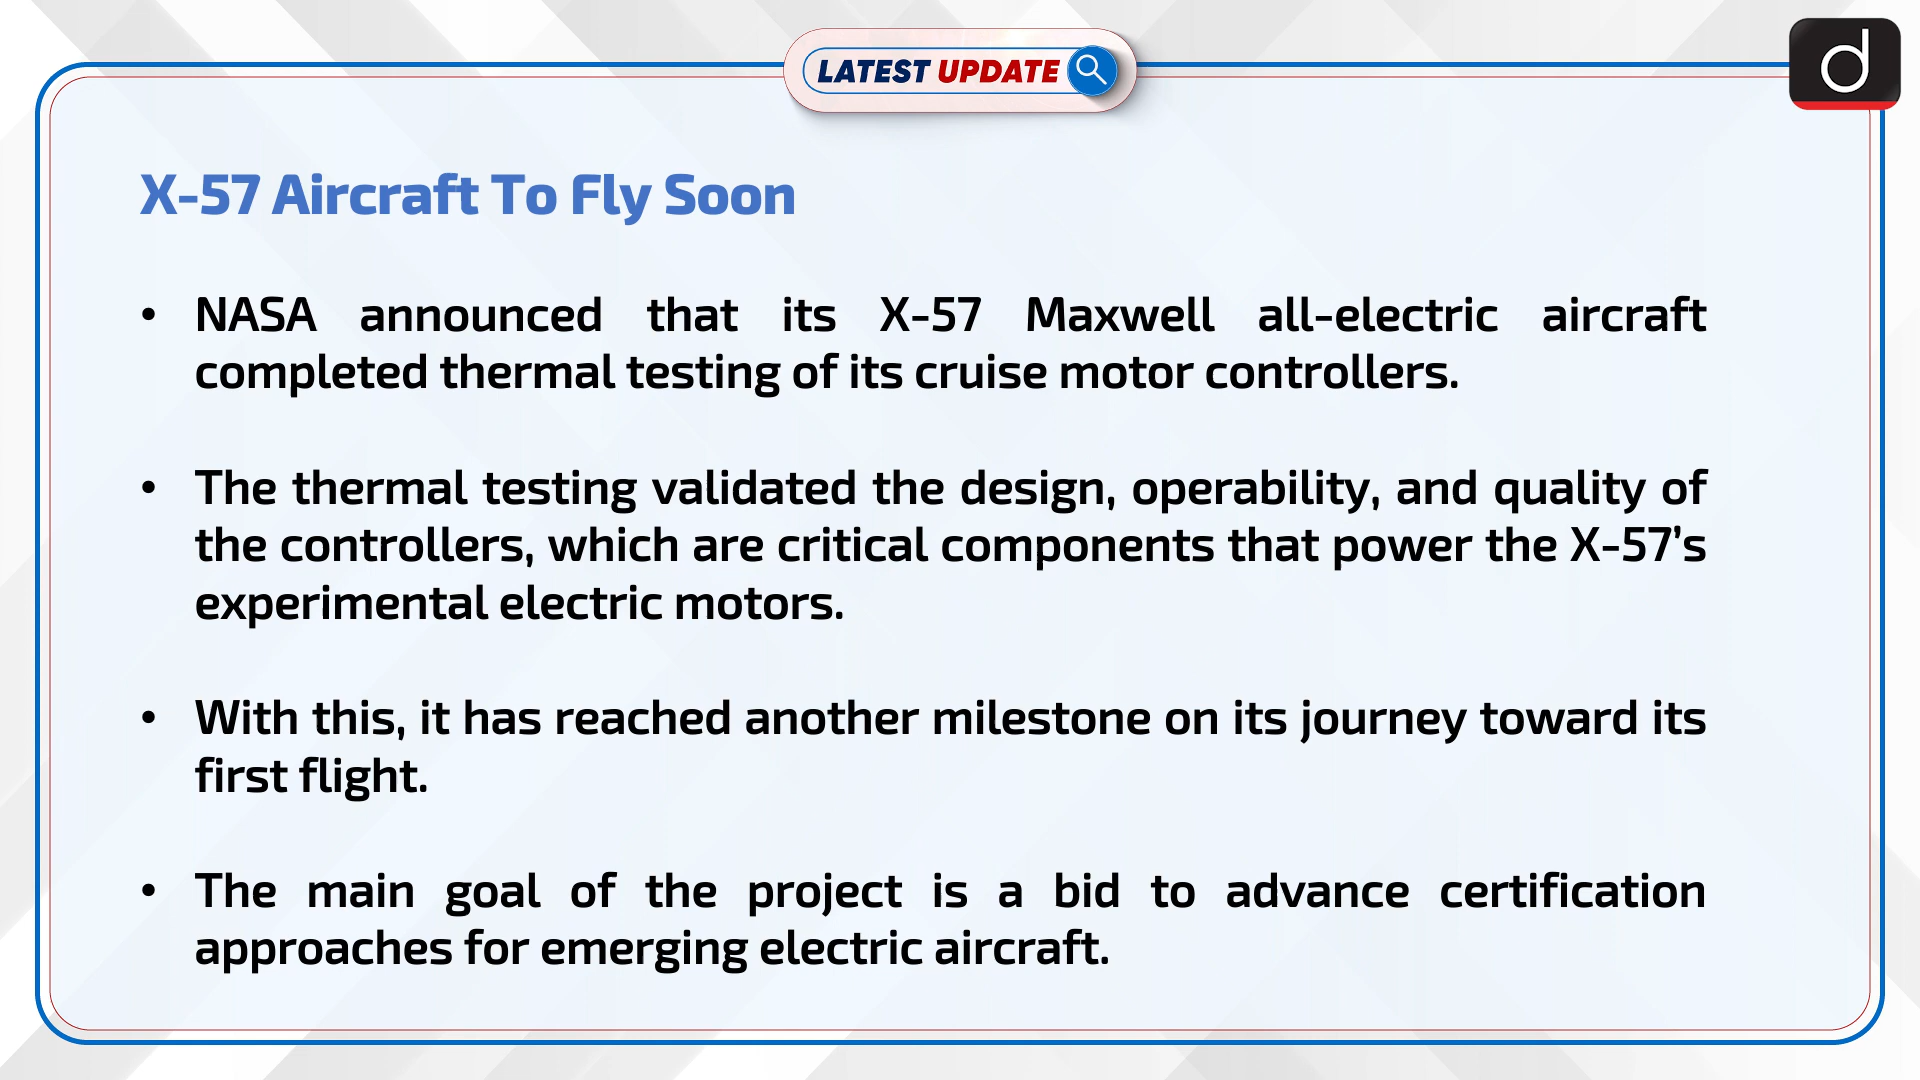 LATEST UPDATE
d
X-57 Aircraft To Fly Soon
• NASA announced that its X-57 Maxwell all-electric aircraft
completed thermal testing of its cruise motor controllers.
• The thermal testing validated the design, operability, and quality of
the controllers, which are critical components that power the X-57’s
experimental electric motors.
• With this, it has reached another milestone on its journey toward its
first flight.
• The main goal of the project is a bid to advance certification
approaches for emerging electric aircraft.